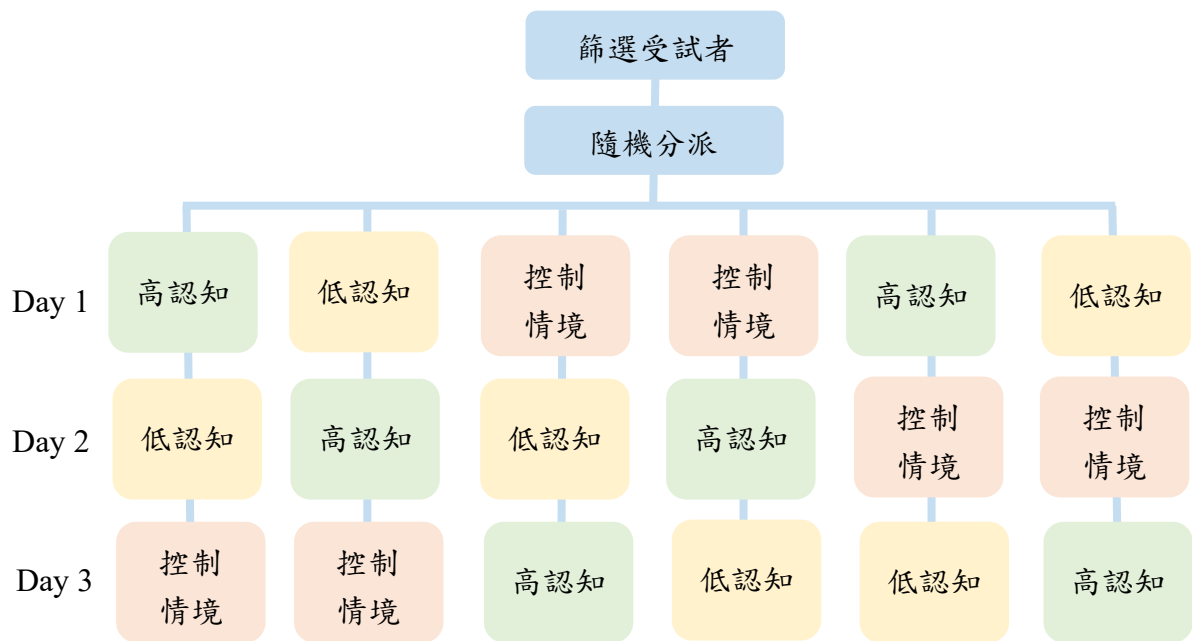 篩選受試者
隨機分派
Day 1
高認知
低認知
控制
情境
控制
情境
高認知
低認知
Day 2
低認知
高認知
低認知
高認知
控制
情境
控制
情境
Day 3
控制
情境
控制
情境
高認知
低認知
低認知
高認知